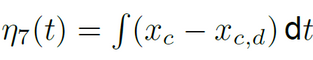 η₇(t) = ∫(x_c − x_{c,d}) dt